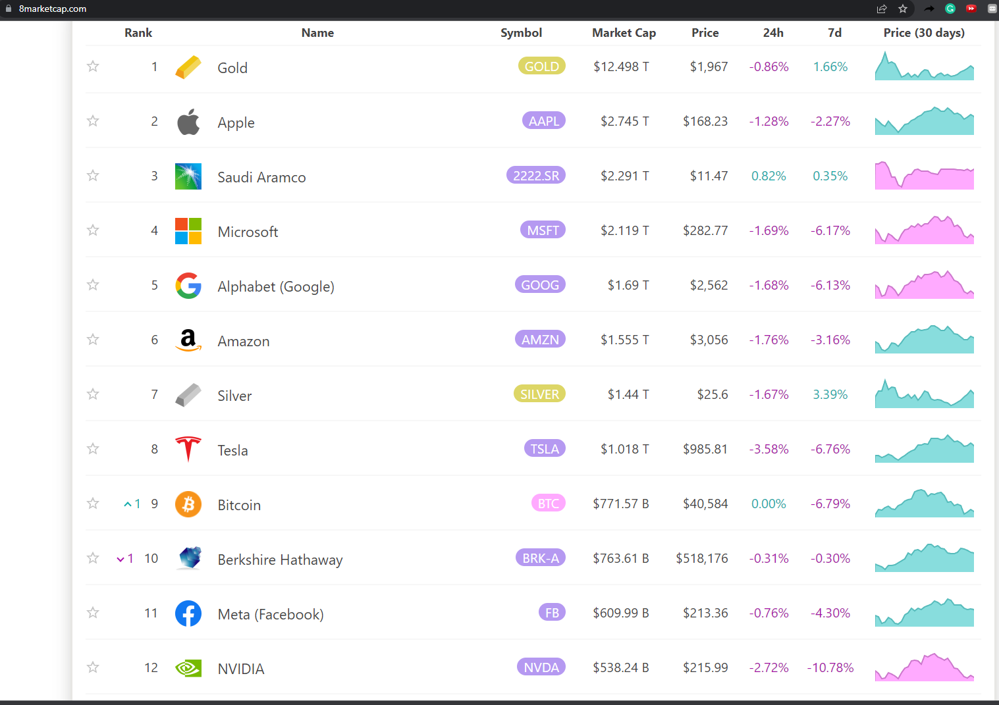 8marketcap.com
Rank Name Symbol Market Cap Price 24h 7d Price (30 days)
1 Gold GOLD $12.498 T $1,967 -0.86% 1.66%
2 Apple AAPL $2.745 T $168.23 -1.28% -2.27%
3 Saudi Aramco 2222.SR $2.291 T $11.47 0.82% 0.35%
4 Microsoft MSFT $2.119 T $282.77 -1.69% -6.17%
5 Alphabet (Google) GOOG $1.69 T $2,562 -1.68% -6.13%
6 Amazon AMZN $1.555 T $3,056 -1.76% -3.16%
7 Silver SILVER $1.44 T $25.6 -1.67% 3.39%
8 Tesla TSLA $1.018 T $985.81 -3.58% -6.76%
1 9 Bitcoin BTC $771.57 B $40,584 0.00% -6.79%
1 10 Berkshire Hathaway BRK-A $763.61 B $518,176 -0.31% -0.30%
11 Meta (Facebook) FB $609.99 B $213.36 -0.76% -4.30%
12 NVIDIA NVDA $538.24 B $215.99 -2.72% -10.78%